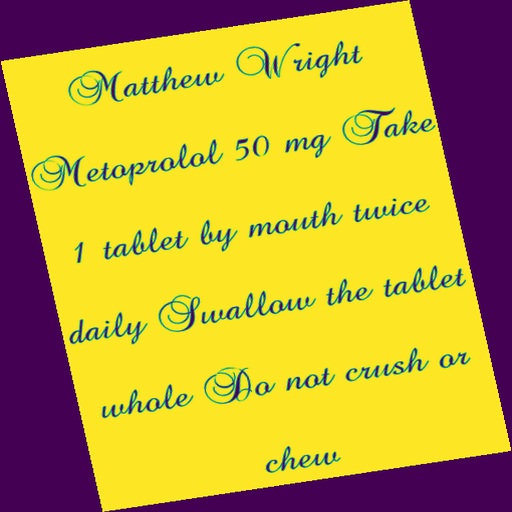 Matthew Wright
Metoprolol 50 mg Take
1 tablet by mouth twice
daily Swallow the tablet
whole Do not crush or
chew